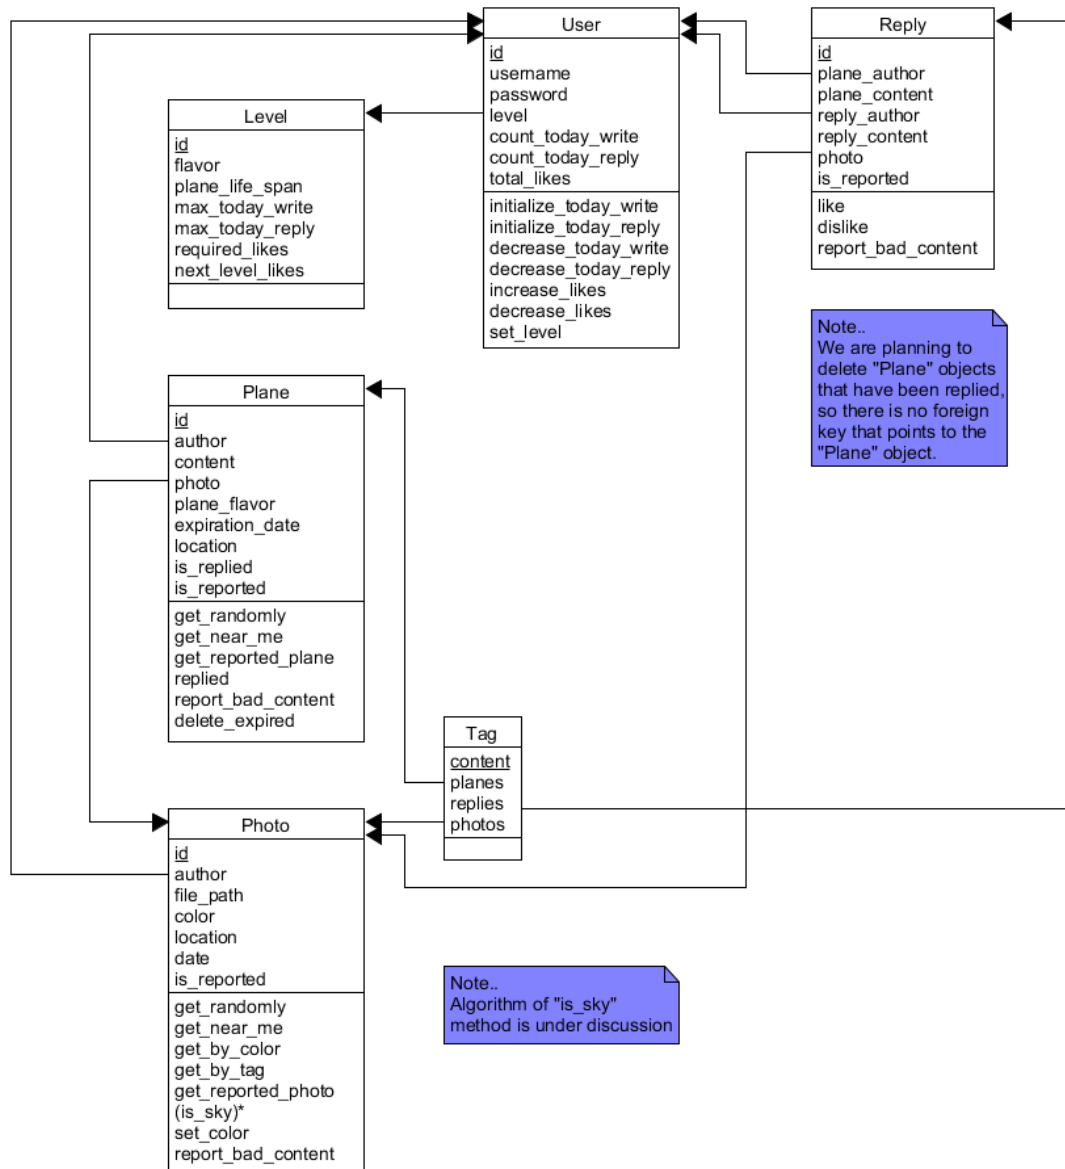 User
id
username
password
level
count_today_write
count_today_reply
total_likes
initialize_today_write
initialize_today_reply
decrease_today_write
decrease_today_reply
increase_likes
decrease_likes
set_level
Reply
id
plane_author
plane_content
reply_author
reply_content
photo
is_reported
like
dislike
report_bad_content
Level
id
flavor
plane_life_span
max_today_write
max_today_reply
required_likes
next_level_likes
Note..
We are planning to
delete "Plane" objects
that have been replied,
so there is no foreign
key that points to the
"Plane" object.
Plane
id
author
content
photo
plane_flavor
expiration_date
location
is_replied
is_reported
get_randomly
get_near_me
get_reported_plane
replied
report_bad_content
delete_expired
Tag
content
planes
replies
photos
Photo
id
author
file_path
color
location
date
is_reported
get_randomly
get_near_me
get_by_color
get_by_tag
get_reported_photo
(is_sky)*
set_color
report_bad_content
Note..
Algorithm of "is_sky"
method is under discussion